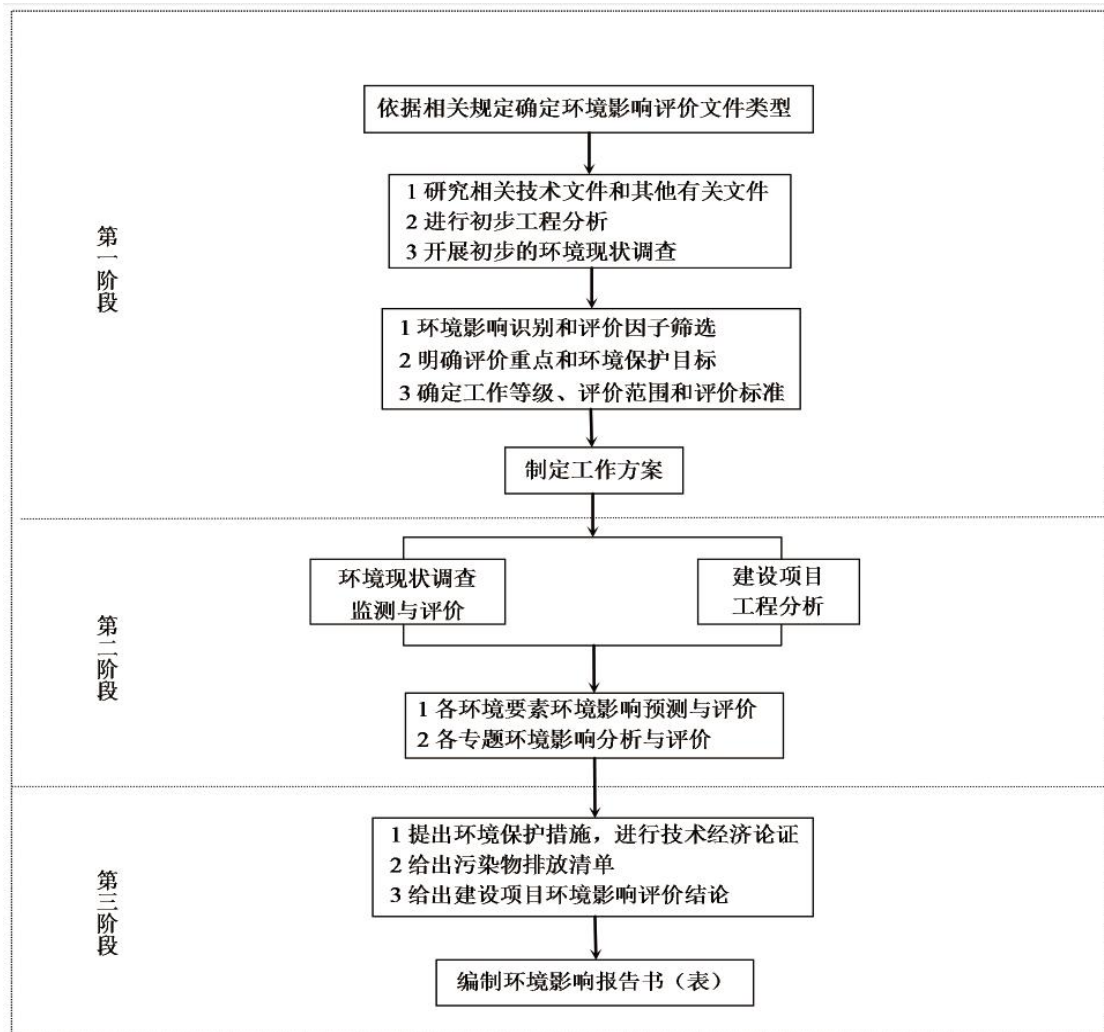 依据相关规定确定环境影响评价文件类型
1 研究相关技术文件和其他有关文件
2 进行初步工程分析
3 开展初步的环境现状调查
第一阶段
1 环境影响识别和评价因子筛选
2 明确评价重点和环境保护目标
3 确定工作等级、评价范围和评价标准
制定工作方案
环境现状调查
监测与评价
建设项目
工程分析
第二阶段
1 各环境要素环境影响预测与评价
2 各专题环境影响分析与评价
1 提出环境保护措施，进行技术经济论证
2 给出污染物排放清单
3 给出建设项目环境影响评价结论
第三阶段
编制环境影响报告书（表）